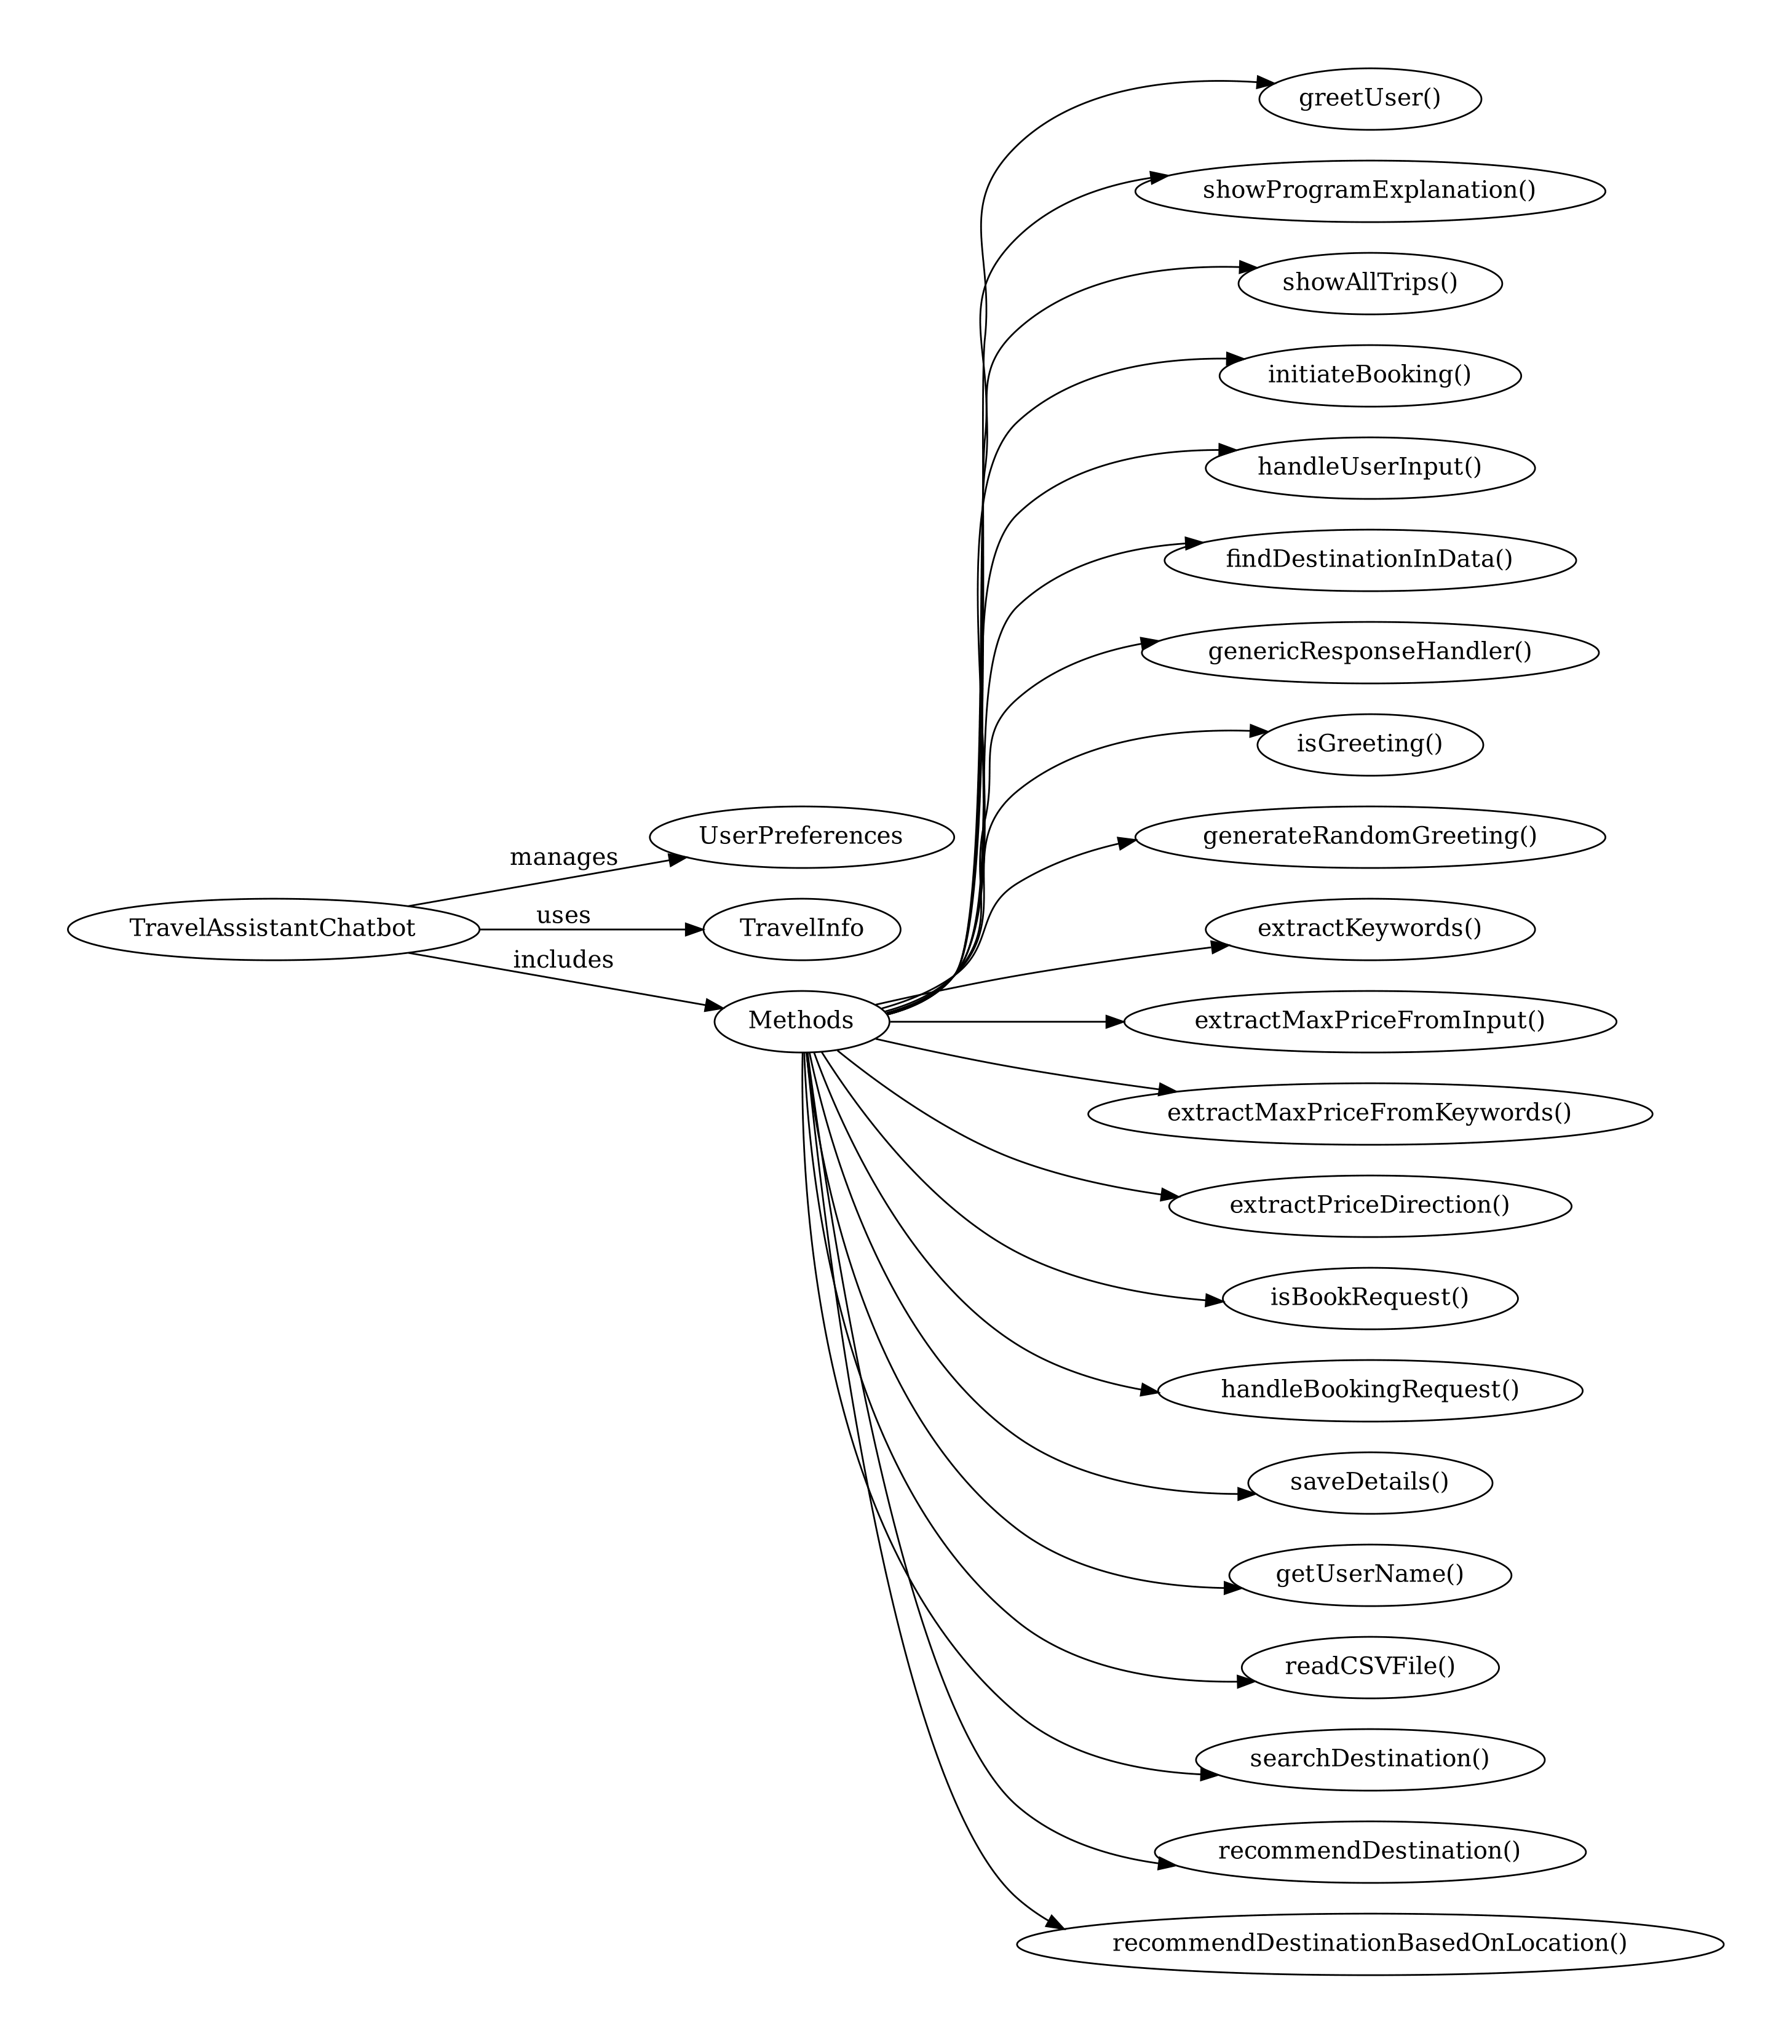 greetUser()
showProgramExplanation()
showAllTrips()
initiateBooking()
handleUserInput()
findDestinationInData()
genericResponseHandler()
isGreeting()
UserPreferences
generateRandomGreeting()
manages
uses
TravelAssistantChatbot
TravelInfo
extractKeywords()
includes
Methods
extractMaxPriceFromInput()
extractMaxPriceFromKeywords()
extractPriceDirection()
isBookRequest()
handleBookingRequest()
saveDetails()
getUserName()
readCSVFile()
searchDestination()
recommendDestination()
recommendDestinationBasedOnLocation()